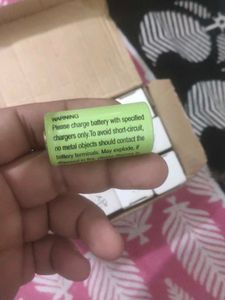 WARNING
Please charge battery with specified
chargers only.To avoid short-circuit,
no metal objects should contact the
battery terminals. May explode, if